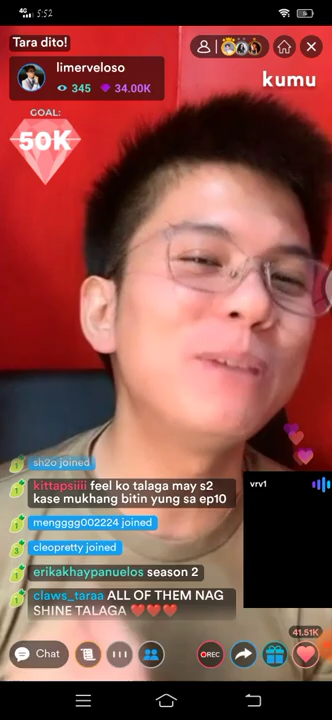 4G 5:52
Tara dito!
limerveloso
345 34.00K
kumu
GOAL:
50K
sh2o joined
kittapsiiii feel ko talaga may s2
kase mukhang bitin yung sa ep10
mengggg002224 joined
cleopretty joined
erikakhaypanuelos season 2
claws_taraa ALL OF THEM NAG
SHINE TALAGA ❤️❤️❤️
vrv1
41.51K
Chat
REC